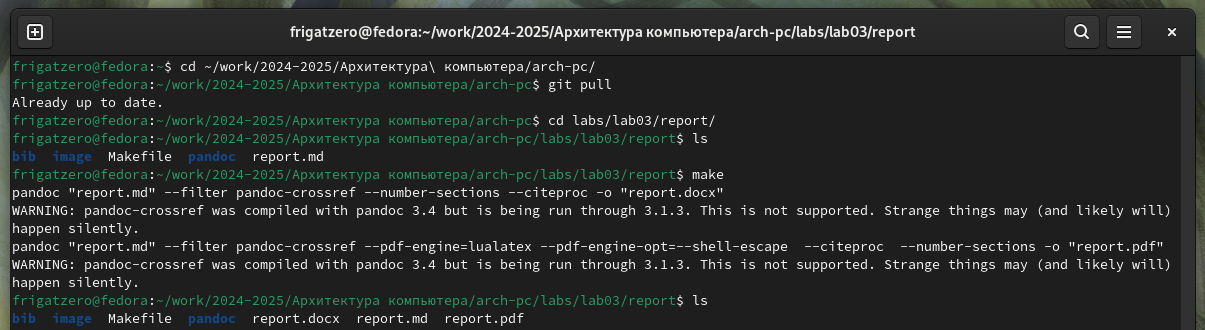 frigatzero@fedora:~/work/2024-2025/Архитектура компьютера/arch-pc/labs/lab03/report
frigatzero@fedora:~$ cd ~/work/2024-2025/Архитектура\ компьютера/arch-pc/
frigatzero@fedora:~/work/2024-2025/Архитектура компьютера/arch-pc$ git pull
Already up to date.
frigatzero@fedora:~/work/2024-2025/Архитектура компьютера/arch-pc$ cd labs/lab03/report/
frigatzero@fedora:~/work/2024-2025/Архитектура компьютера/arch-pc/labs/lab03/report$ ls
bib  image  Makefile  pandoc  report.md
frigatzero@fedora:~/work/2024-2025/Архитектура компьютера/arch-pc/labs/lab03/report$ make
pandoc "report.md" --filter pandoc-crossref --number-sections --citeproc -o "report.docx"
WARNING: pandoc-crossref was compiled with pandoc 3.4 but is being run through 3.1.3. This is not supported. Strange things may (and likely will)
happen silently.
pandoc "report.md" --filter pandoc-crossref --pdf-engine=lualatex --pdf-engine-opt=--shell-escape  --citeproc  --number-sections -o "report.pdf"
WARNING: pandoc-crossref was compiled with pandoc 3.4 but is being run through 3.1.3. This is not supported. Strange things may (and likely will)
happen silently.
frigatzero@fedora:~/work/2024-2025/Архитектура компьютера/arch-pc/labs/lab03/report$ ls
bib  image  Makefile  pandoc  report.docx  report.md  report.pdf